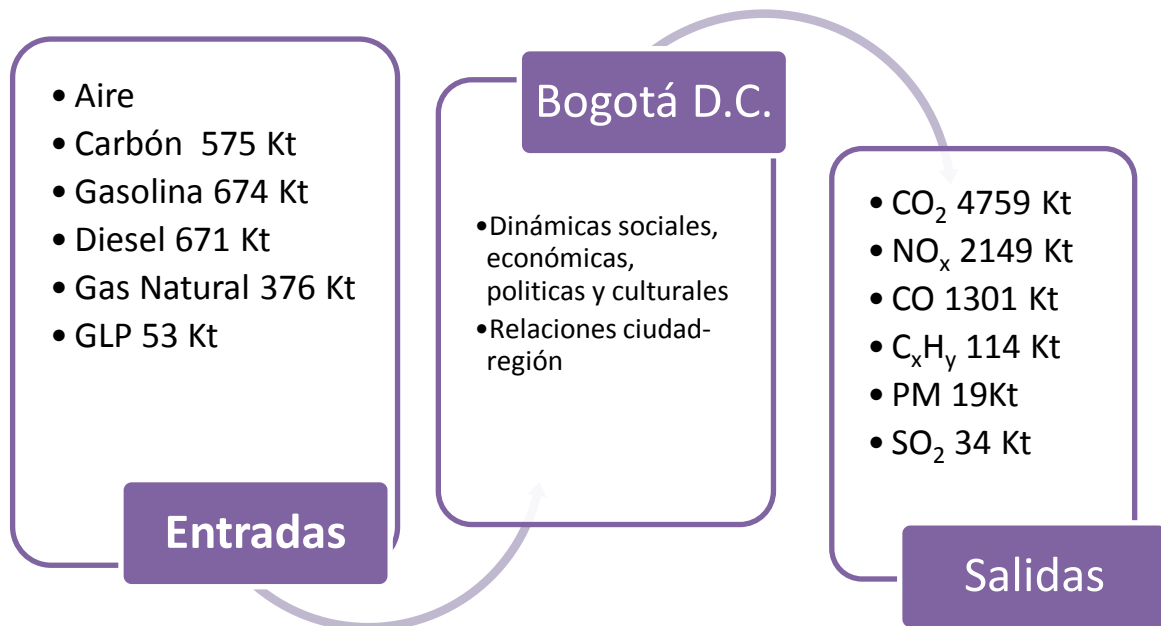 • Aire
• Carbón 575 Kt
• Gasolina 674 Kt
• Diesel 671 Kt
• Gas Natural 376 Kt
• GLP 53 Kt
Entradas
Bogotá D.C.
•Dinámicas sociales,
económicas,
politicas y culturales
•Relaciones ciudad-
región
•CO₂ 4759 Kt
•NOₓ 2149 Kt
•CO 1301 Kt
•CₓHᵧ 114 Kt
•PM 19Kt
•SO₂ 34 Kt
Salidas